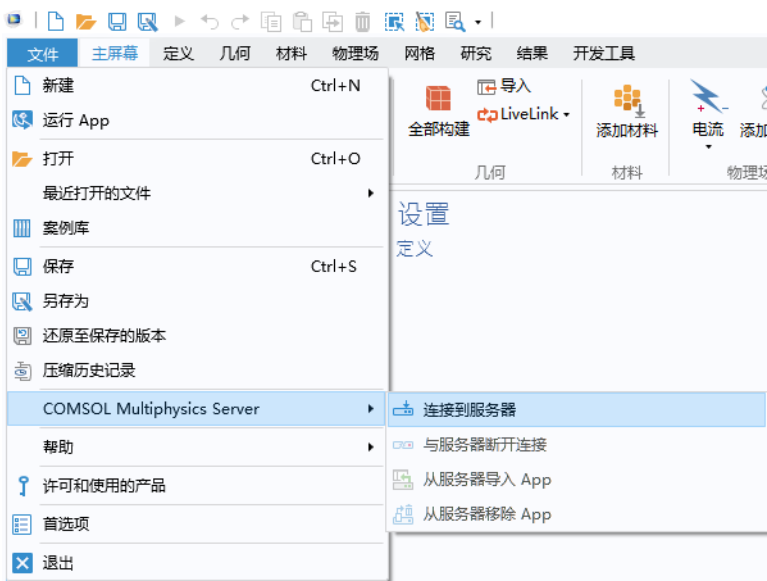 文件 主屏幕 定义 几何 材料 物理场 网格 研究 结果 开发工具
新建 Ctrl+N
运行 App
打开 Ctrl+O
最近打开的文件
案例库
保存 Ctrl+S
另存为
还原至保存的版本
压缩历史记录
COMSOL Multiphysics Server
帮助
许可和使用的产品
首选项
退出
导入
LiveLink
全部构建
几何
添加材料
材料
电流
添加
物理场
设置
定义
连接到服务器
与服务器断开连接
从服务器导入 App
从服务器移除 App